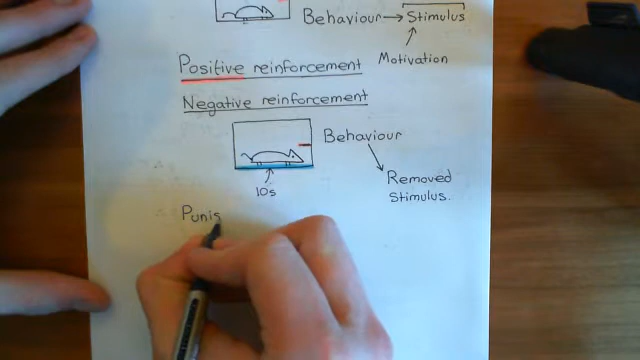 Behaviour → Stimulus
Motivation
Positive reinforcement
Negative reinforcement
Behaviour
Removed
Stimulus.
10s
Punis